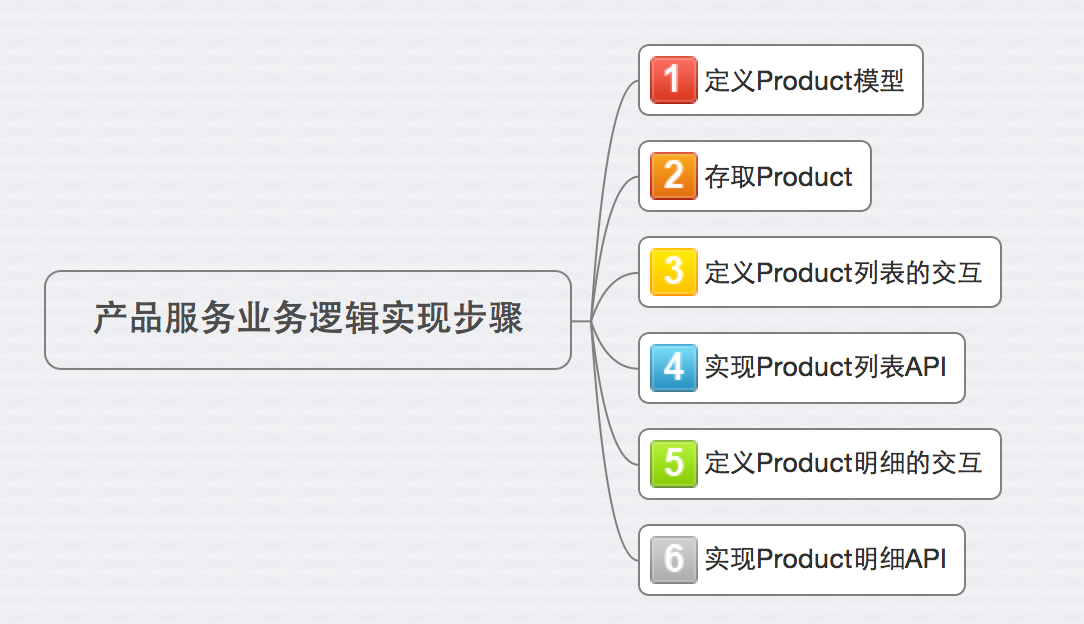 产品服务业务逻辑实现步骤
1 定义Product模型
2 存取Product
3 定义Product列表的交互
4 实现Product列表API
5 定义Product明细的交互
6 实现Product明细API